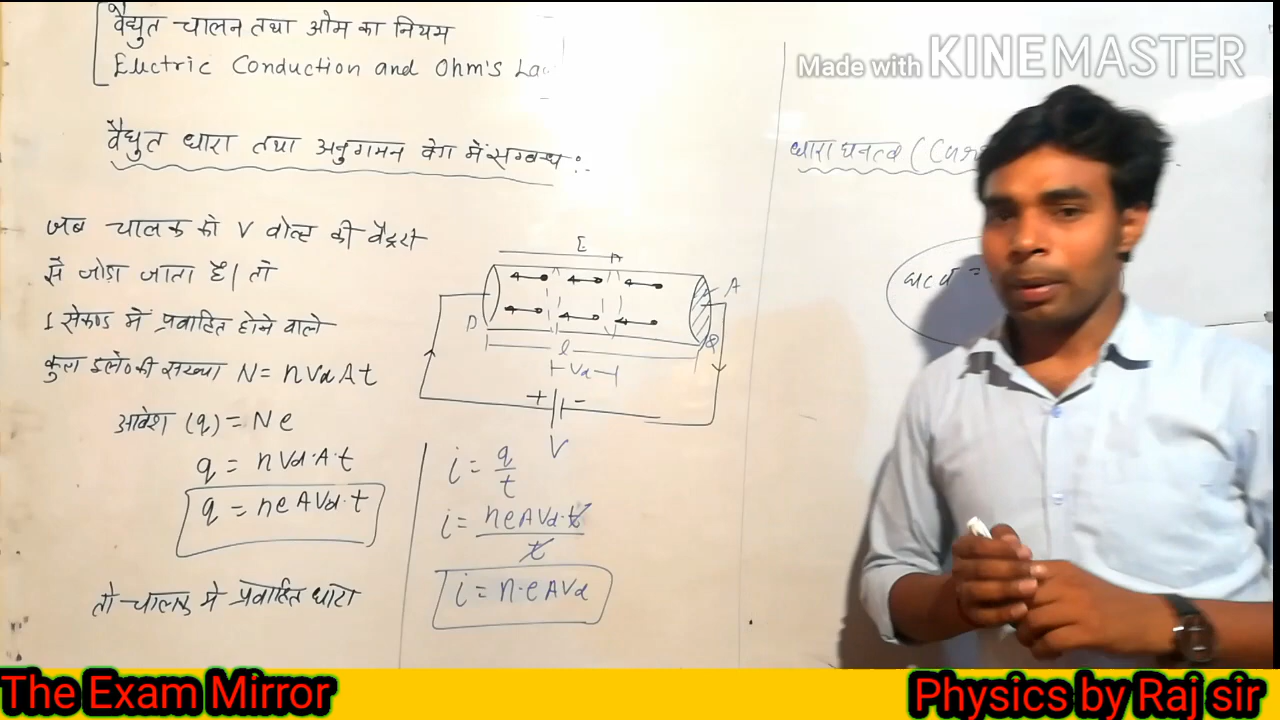 वैद्युत चालन तथा ओम का नियम
Electric Conduction and Ohm's La
वैद्युत धारा तथा अनुगमन वेग में सम्बन्ध :-
जब चालक को V वोल्ट की बैट्री
से जोड़ा जाता है। तो
1 सेकण्ड में प्रवाहित होने वाले
कुल इले० की संख्या N = nVdAt
आवेश (q) = Ne
q = nVd·A·t
q = neAVd·t
तो चालक में प्रवाहित धारा
E
A
D
l
Vd
+ -
V
i = q/t
i = neAVd·t/t
i = n·eAVd
धारा घनत्व (Cur
Made with KINEMASTER
The Exam Mirror
Physics by Raj sir